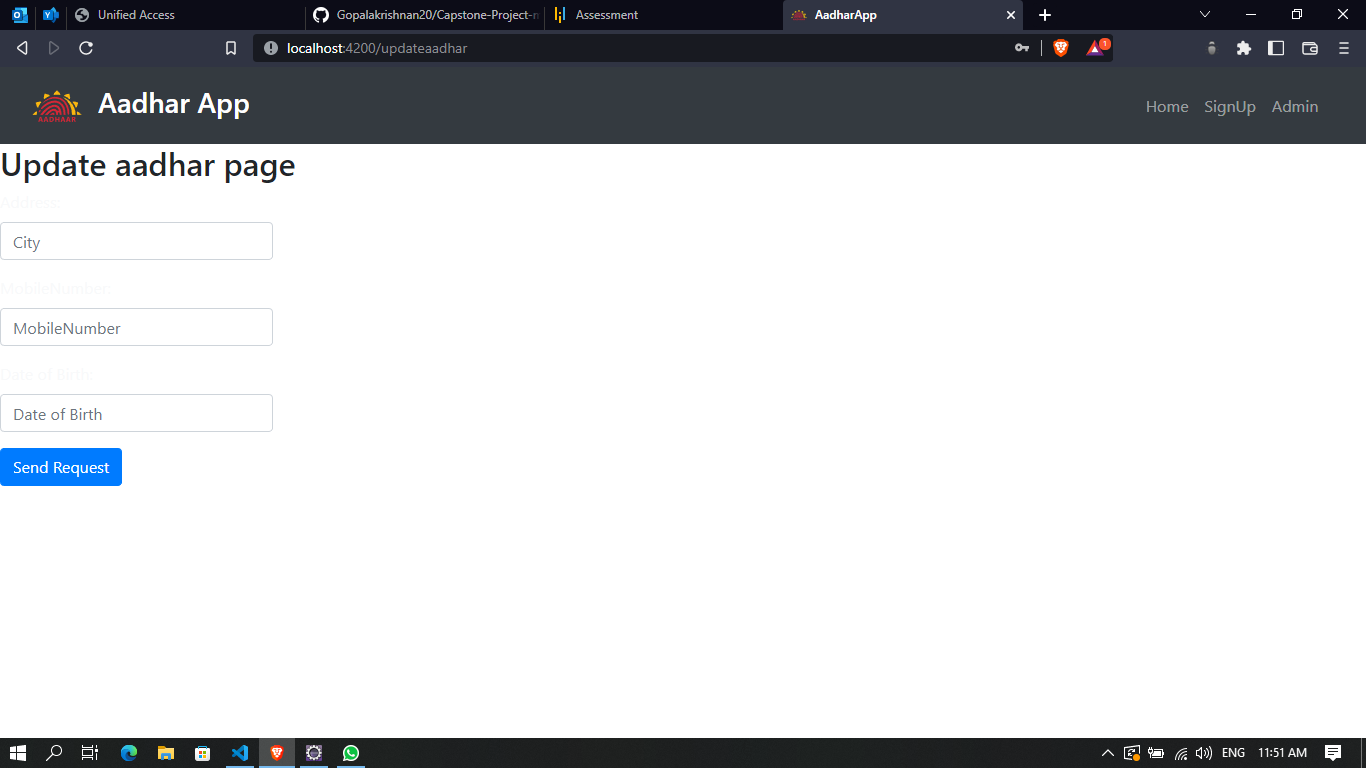 Unified Access
Gopalakrishnan20/Capstone-Project-n
Assessment
AadharApp
localhost:4200/updateaadhar
1
AADHAAR
Aadhar App
Home
SignUp
Admin
Update aadhar page
Address:
City
MobileNumber:
MobileNumber
Date of Birth:
Date of Birth
Send Request
ENG
11:51 AM